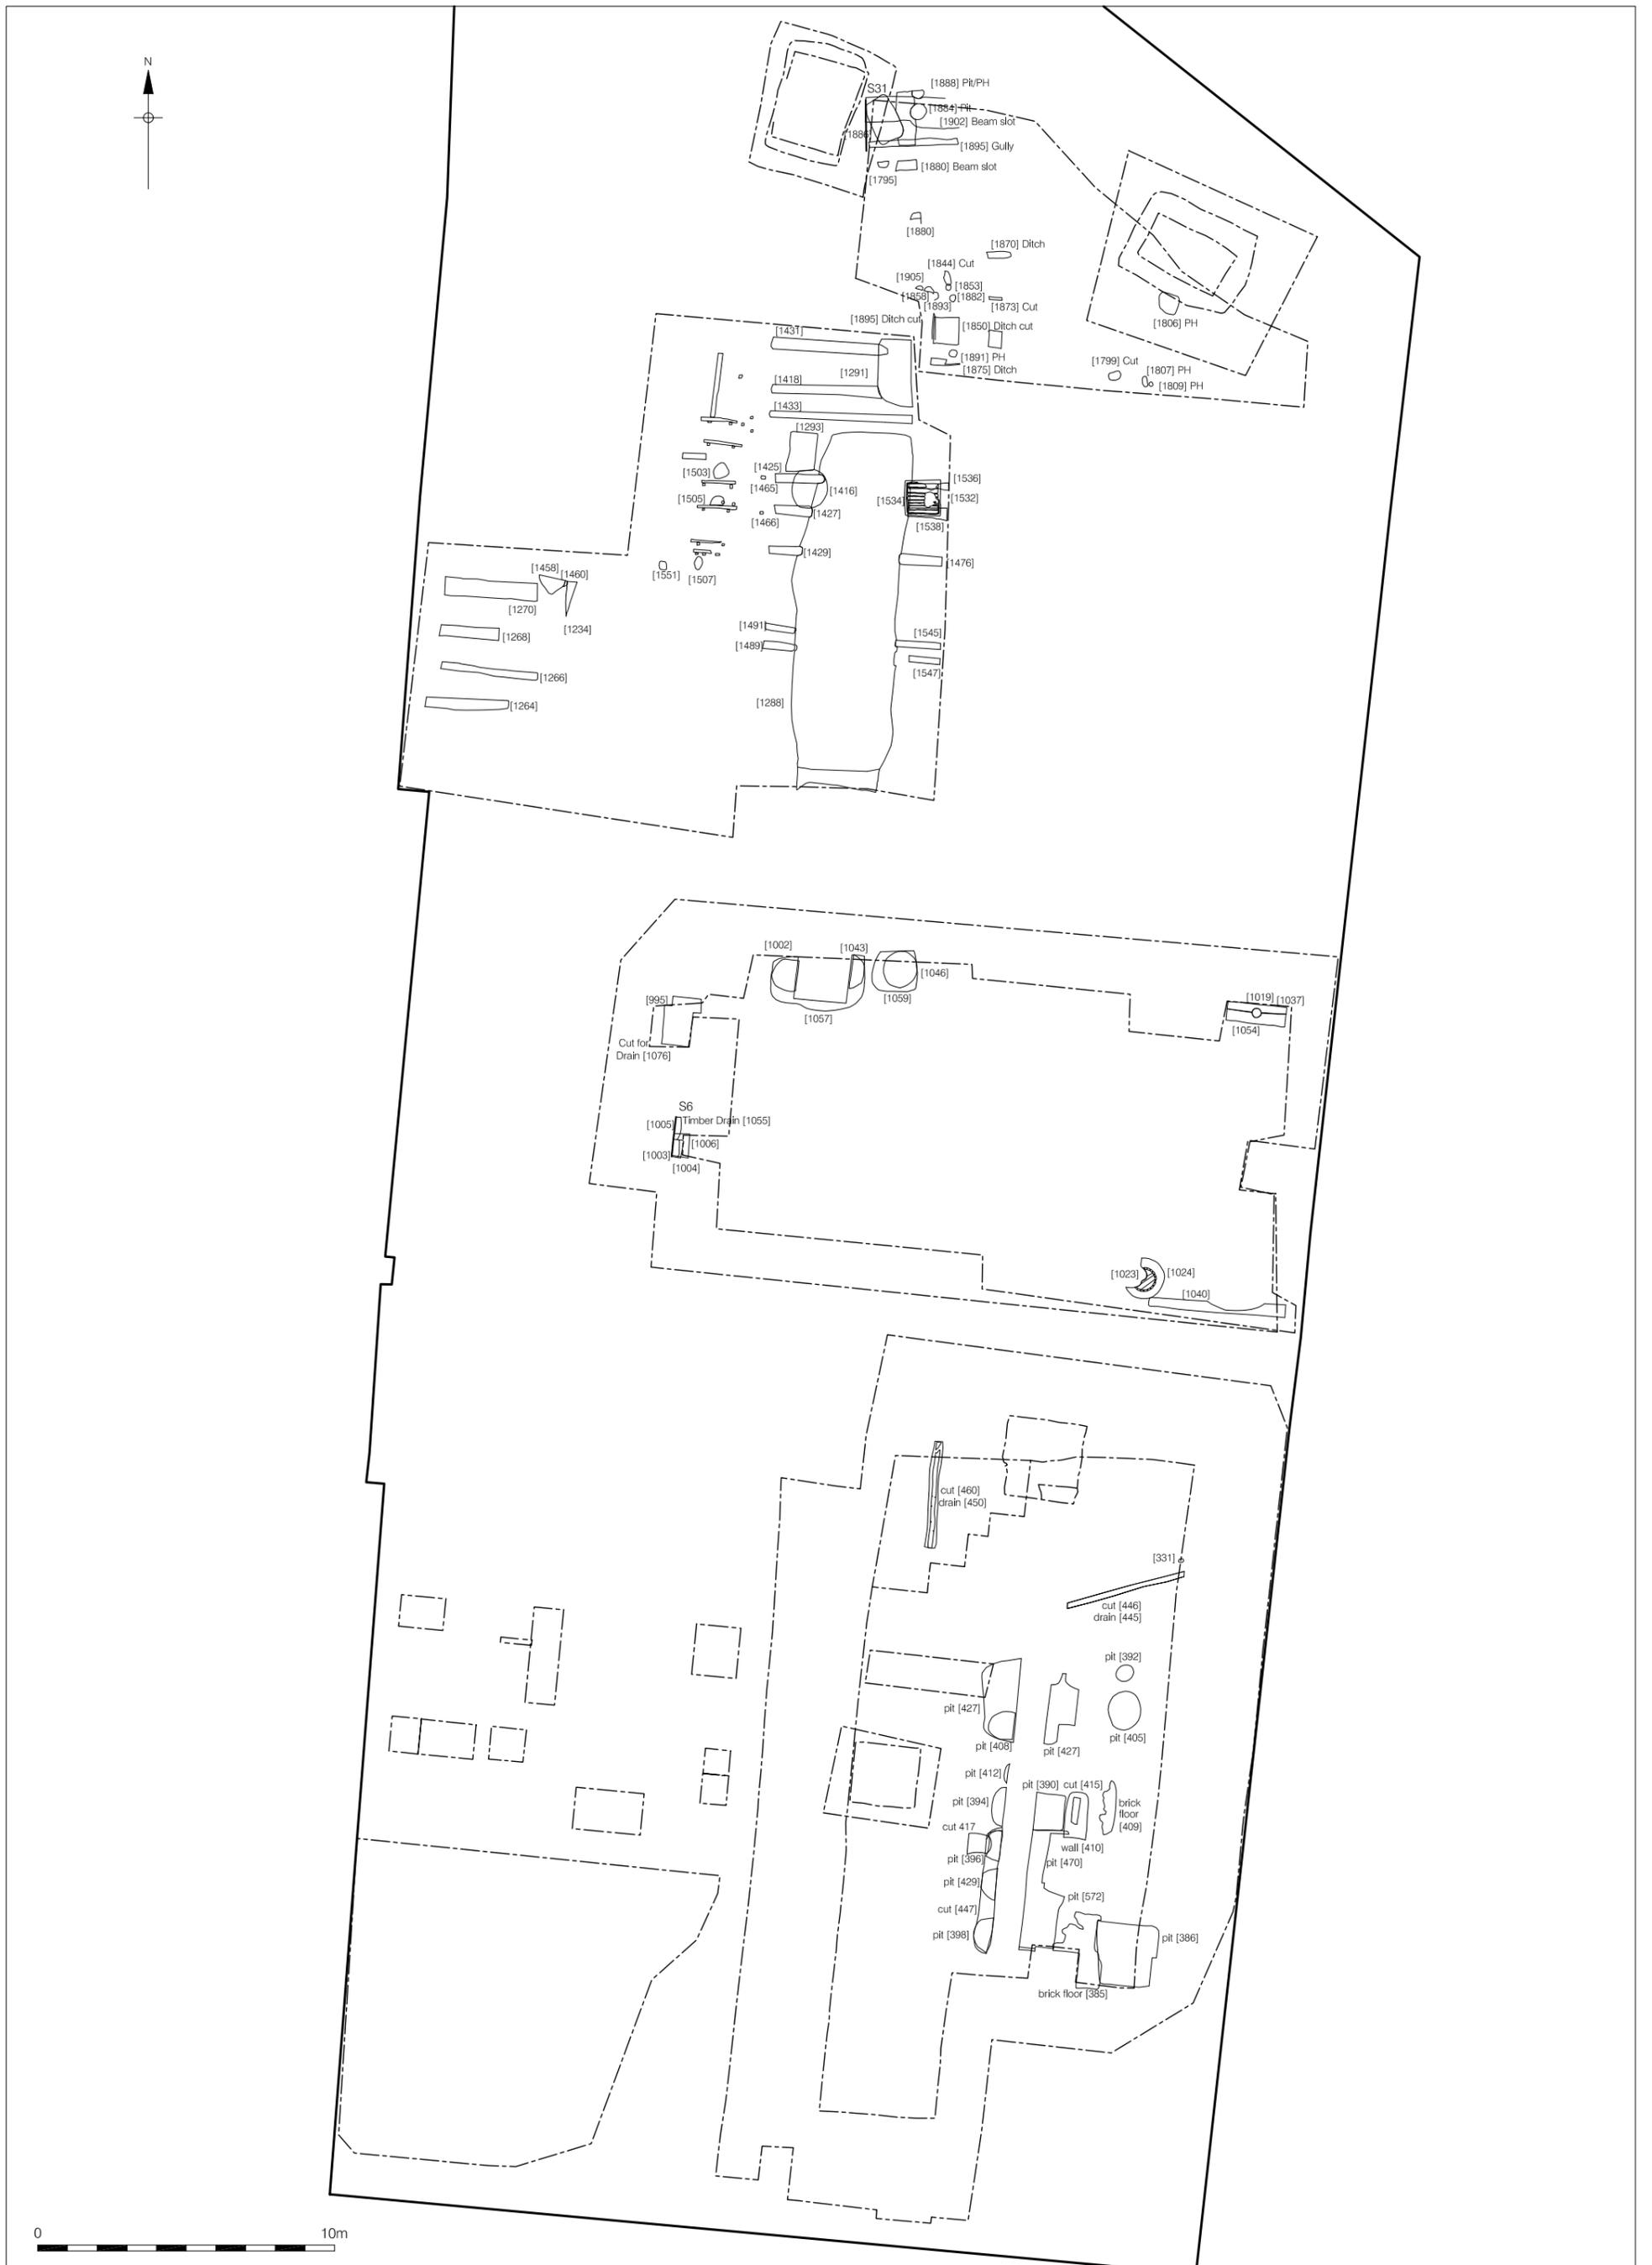 N
S31
[1888] Pit/PH
[1884] Pit
[1902] Beam slot
[1886]
[1895] Gully
[1880] Beam slot
[1795]
[1880]
[1870] Ditch
[1844] Cut
[1905]
[1853]
[1858]
[1882]
[1893]
[1873] Cut
[1806] PH
[1895] Ditch cut
[1850] Ditch cut
[1431]
[1891] PH
[1799] Cut
[1875] Ditch
[1807] PH
[1291]
[1418]
[1809] PH
[1433]
[1293]
[1425]
[1503]
[1536]
[1465]
[1416]
[1534]
[1532]
[1505]
[1427]
[1466]
[1538]
[1429]
[1476]
[1458]
[1460]
[1551]
[1507]
[1270]
[1491]
[1234]
[1545]
[1268]
[1489]
[1547]
[1266]
[1288]
[1264]
[1002]
[1043]
[1046]
[995]
[1059]
[1019]
[1037]
[1057]
[1054]
Cut for
Drain [1076]
S6
Timber Drain [1055]
[1005]
[1006]
[1003]
[1004]
[1023]
[1024]
[1040]
cut [460]
drain [450]
[331]
cut [446]
drain [445]
pit [392]
pit [427]
pit [405]
pit [408]
pit [427]
pit [412]
pit [390]
cut [415]
pit [394]
brick
floor
[409]
cut 417
wall [410]
pit [396]
pit [470]
pit [429]
pit [572]
cut [447]
pit [398]
pit [386]
brick floor [385]
0
10m